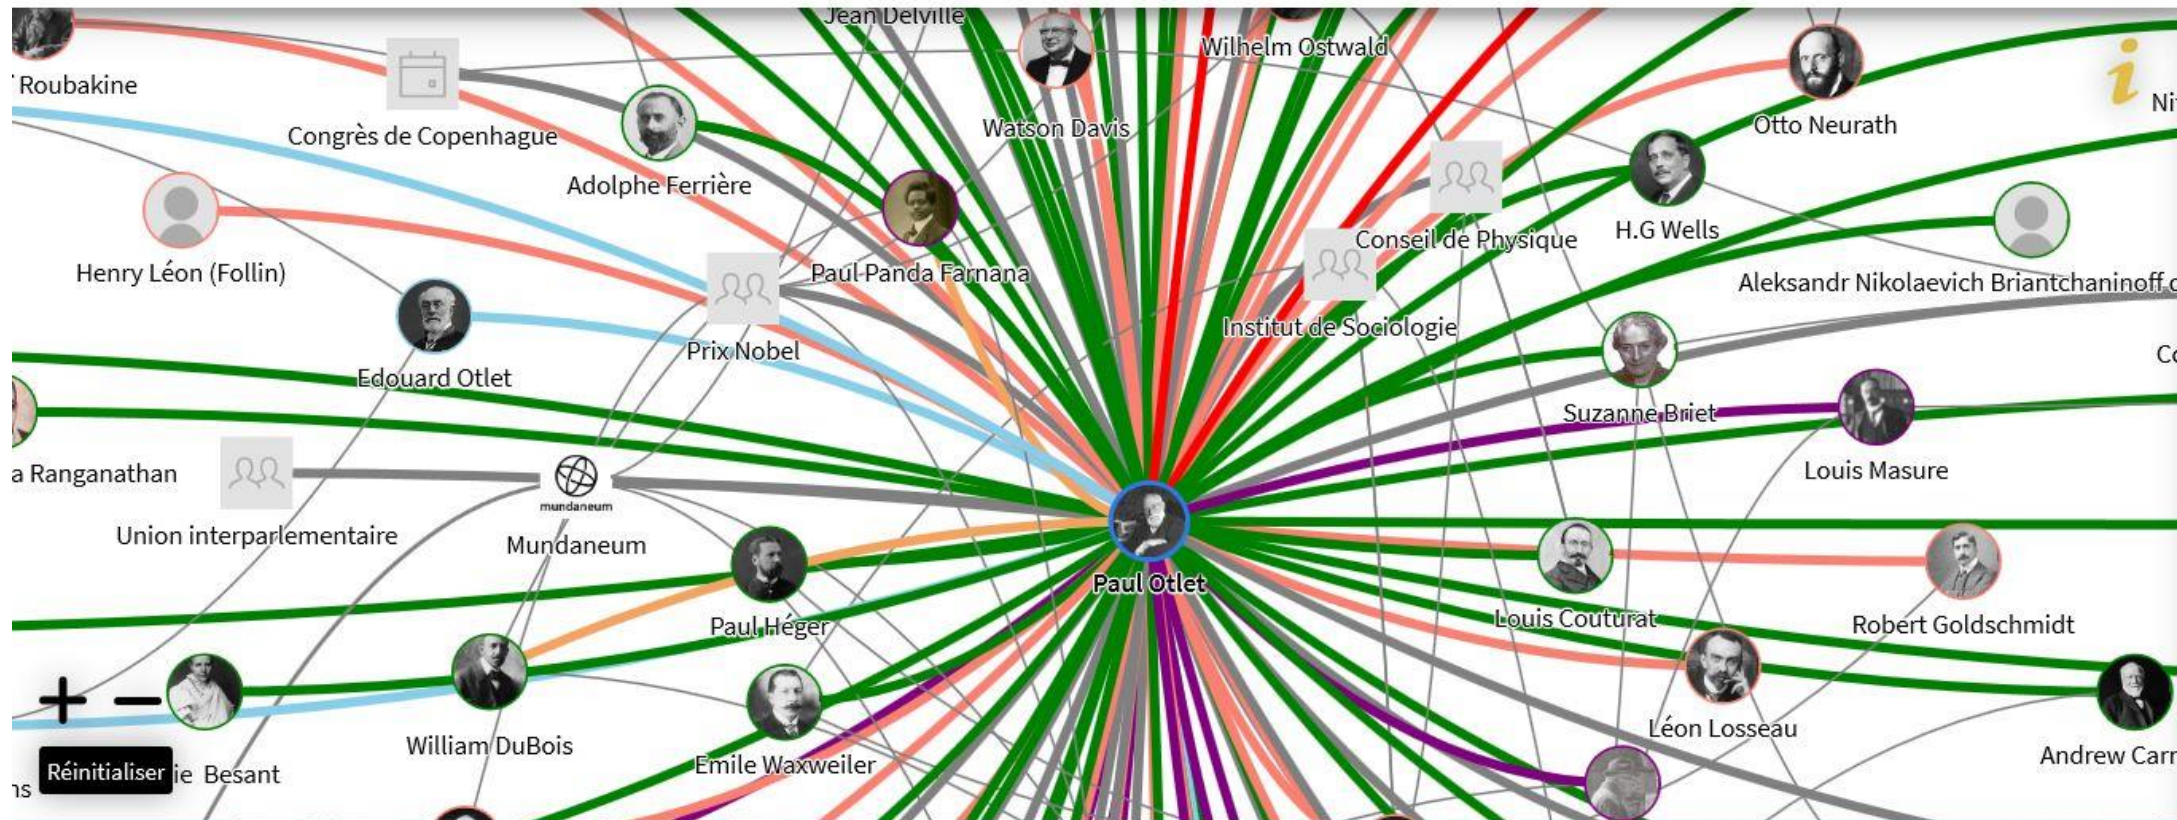 Jean Delville
Wilhelm Ostwald
Roubakine
Congrès de Copenhague
Watson Davis
Otto Neurath
i
Ni
Adolphe Ferrière
Henry Léon (Follin)
Paul Panda Farnana
Conseil de Physique
H.G Wells
Aleksandr Nikolaevich Briantchaninoff
Institut de Sociologie
Prix Nobel
Edouard Otlet
Suzanne Briet
Louis Masure
a Ranganathan
mundaneum
Union interparlementaire
Mundaneum
Paul Otlet
Paul Héger
Louis Couturat
Robert Goldschmidt
William DuBois
Emile Waxweiler
Léon Losseau
Andrew Carr
+ −
Réinitialiser
ie Besant
ns